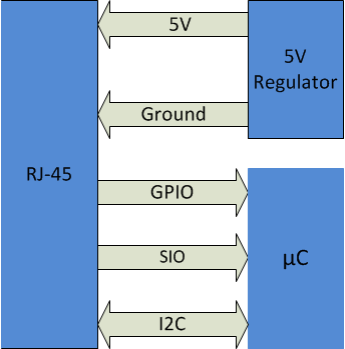 5V
5V
Regulator
Ground
RJ-45
GPIO
SIO
µC
I2C